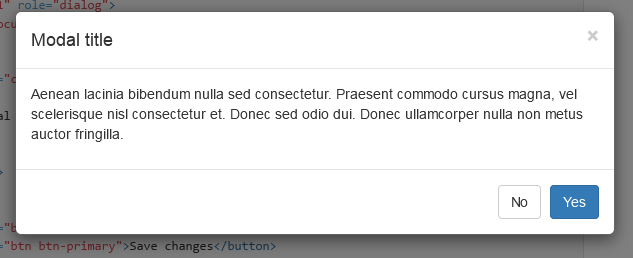 l" role="dialog">
Modal title
×
Aenean lacinia bibendum nulla sed consectetur. Praesent commodo cursus magna, vel
scelerisque nisl consectetur et. Donec sed odio dui. Donec ullamcorper nulla non metus
auctor fringilla.
No
Yes
="btn btn-primary">Save changes</button>